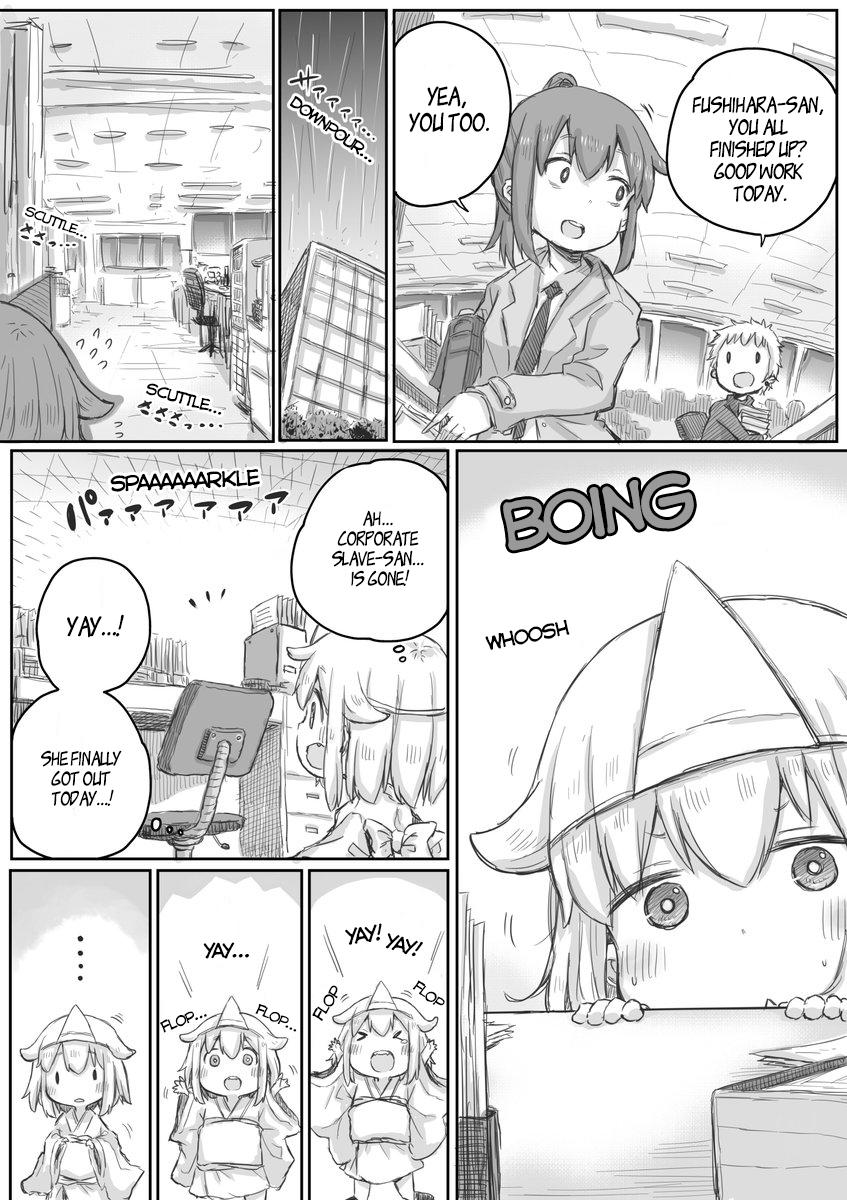 FUSHIHARA-SAN,
YOU ALL
FINISHED UP?
GOOD WORK
TODAY.
YEA,
YOU TOO.
DOWNPOUR...
SCUTTLE...
SCUTTLE...
BOING
WHOOSH
SPAAAAAARKLE
パァァァァァァ
AH...
CORPORATE
SLAVE-SAN...
IS GONE!
YAY...!
SHE FINALLY
GOT OUT
TODAY...!
YAY! YAY!
FLOP
FLOP
YAY...
FLOP...
FLOP...
...